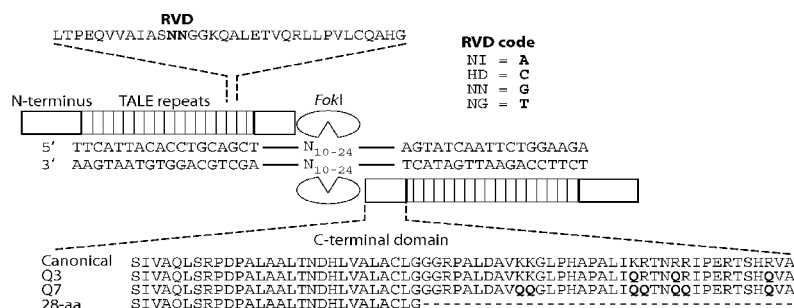 RVD
LTPEQVVAIASNNGGKQALETVQRLLPVLCQAHG
RVD code
NI = A
HD = C
NN = G
NG = T
N-terminus TALE repeats FokI
5' TTCATTACACCTGCAGCT N10-24 AGTATCAATTCTGGAAGA
3' AAGTAATGTGGACGTCGA N10-24 TCATAGTTAAGACCTTCT
C-terminal domain
Canonical SIVAQLSRPDPALAALTNDHLVALACLGGGRPALDAVKKGLPHAPALIKRTNRRIPERTSHRVA
Q3 SIVAQLSRPDPALAALTNDHLVALACLGGGRPALDAVKKGLPHAPALIQRTNQRIPERTSHQVA
Q7 SIVAQLSRPDPALAALTNDHLVALACLGGGRPALDAVQQGLPHAPALIQQTNQQIPERTSHQVA
28-aa SIVAQLSRPDPALAALTNDHLVALACLG------------------------------------